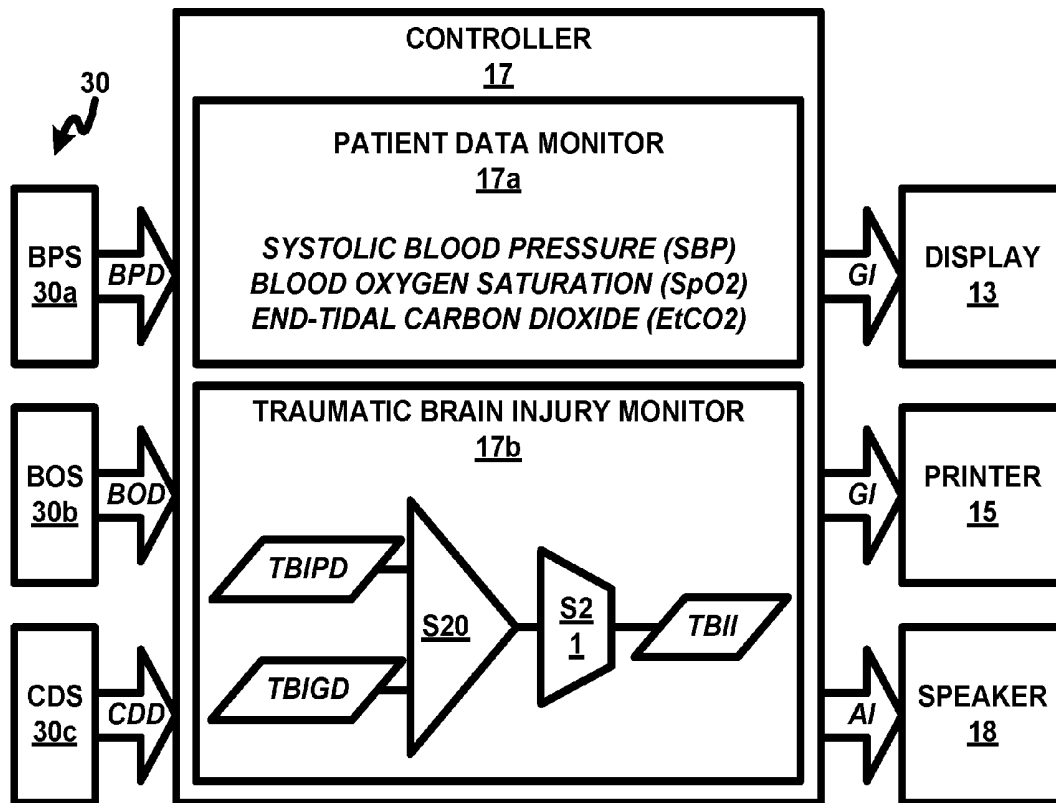 CONTROLLER
17
30
PATIENT DATA MONITOR
17a
SYSTOLIC BLOOD PRESSURE (SBP)
BLOOD OXYGEN SATURATION (SpO2)
END-TIDAL CARBON DIOXIDE (EtCO2)
BPS
30a
BPD
GI
DISPLAY
13
TRAUMATIC BRAIN INJURY MONITOR
17b
BOS
30b
BOD
GI
PRINTER
15
TBIPD
TBIGD
S20
S2
1
TBII
CDS
30c
CDD
AI
SPEAKER
18